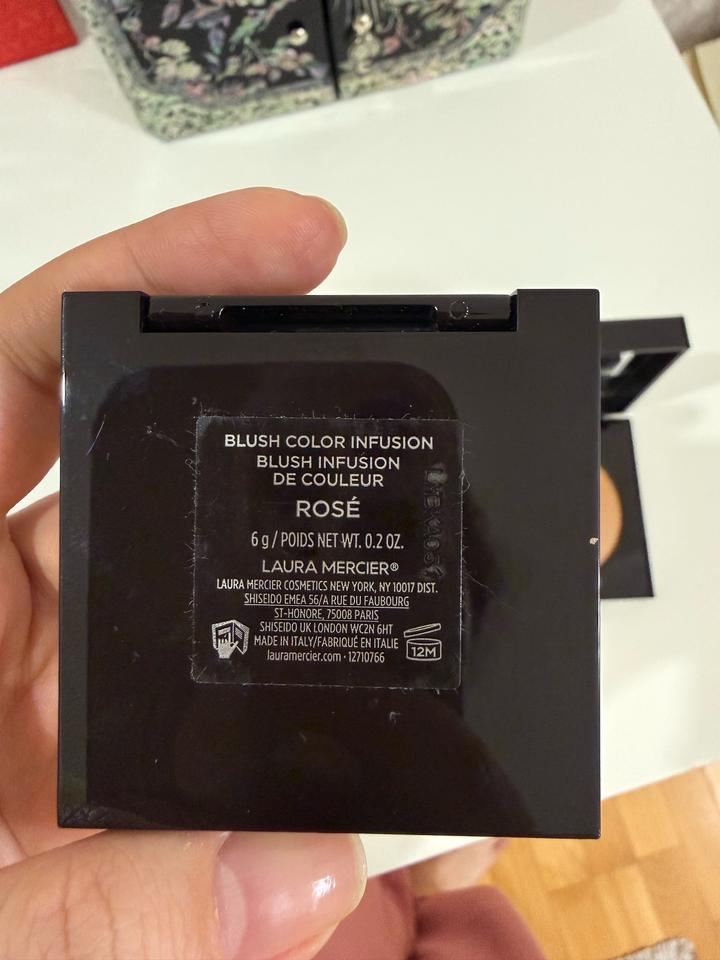 BLUSH COLOR INFUSION
BLUSH INFUSION
DE COULEUR
ROSÉ
6 g / POIDS NET WT. 0.2 OZ.
LAURA MERCIER®
LAURA MERCIER COSMETICS NEW YORK, NY 10017 DIST.
SHISEIDO EMEA 56/A RUE DU FAUBOURG
ST-HONORE, 75008 PARIS
SHISEIDO UK LONDON WC2N 6HT
MADE IN ITALY/FABRIQUÉ EN ITALIE
lauramercier.com · 12710766
12M